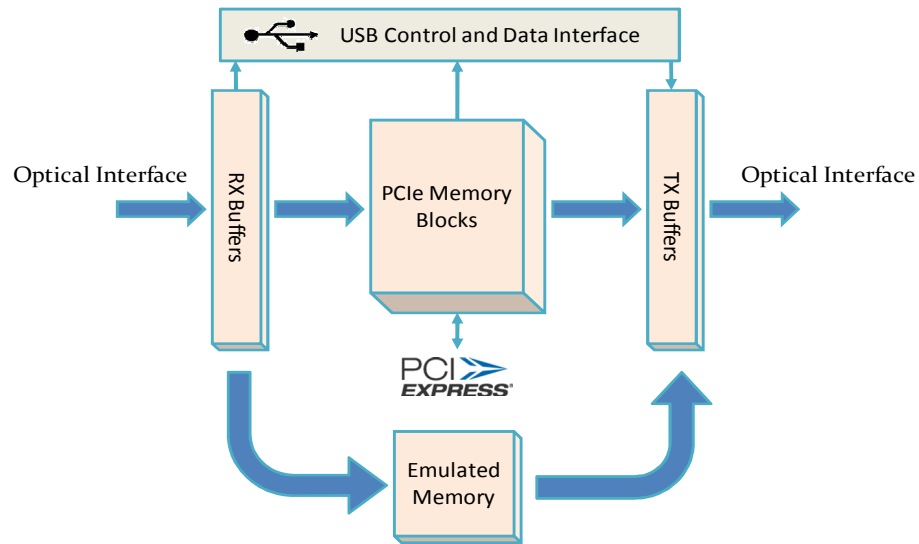 USB Control and Data Interface
Optical Interface
RX Buffers
PCIe Memory
Blocks
TX Buffers
Optical Interface
PCI
EXPRESS®
Emulated
Memory